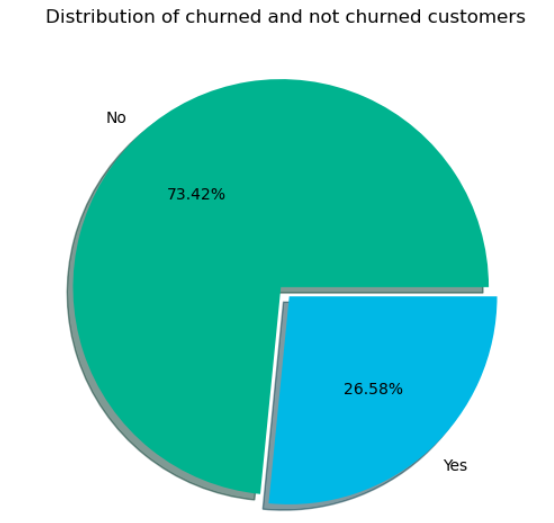 Distribution of churned and not churned customers
No
73.42%
26.58%
Yes